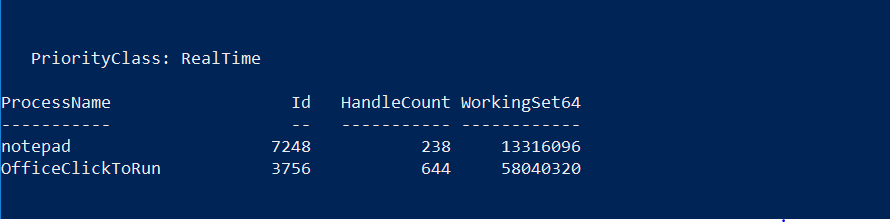 PriorityClass: RealTime
ProcessName Id HandleCount WorkingSet64
----------- -- ----------- ------------
notepad 7248 238 13316096
OfficeClickToRun 3756 644 58040320